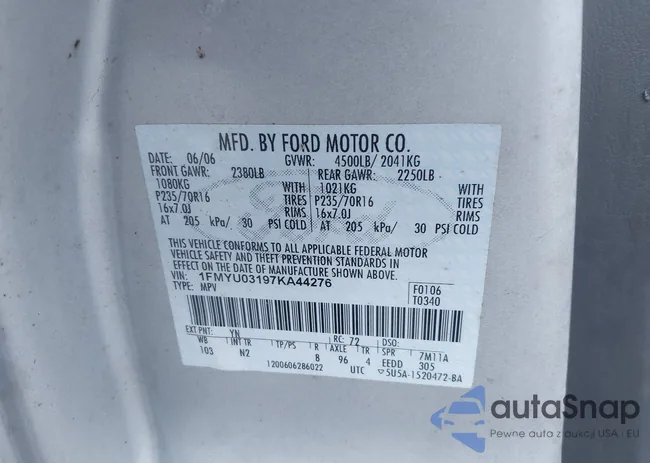 MFD. BY FORD MOTOR CO.
DATE: 06/06 GVWR: 4500LB/ 2041KG
FRONT GAWR: 2380LB REAR GAWR: 2250LB
1080KG WITH 1021KG WITH
P235/70R16 TIRES P235/70R16 TIRES
16x7.0J RIMS 16x7.0J RIMS
AT 205 kPa/ 30 PSI COLD AT 205 kPa/ 30 PSI COLD
THIS VEHICLE CONFORMS TO ALL APPLICABLE FEDERAL MOTOR
VEHICLE SAFETY AND THEFT PREVENTION STANDARDS IN
EFFECT ON THE DATE OF MANUFACTURE SHOWN ABOVE.
VIN: 1FMYU03197KA44276 F0106
TYPE: MPV T0340
EXT PNT: YN RC: 72 DSO:
WB INT TR TP/PS R AXLE TR SPR 7M11A
103 N2 8 96 4 EEDD 305
1200606286022 UTC SU5A-1520472-BA
autoSnap
Pewne auta z aukcji USA - EU